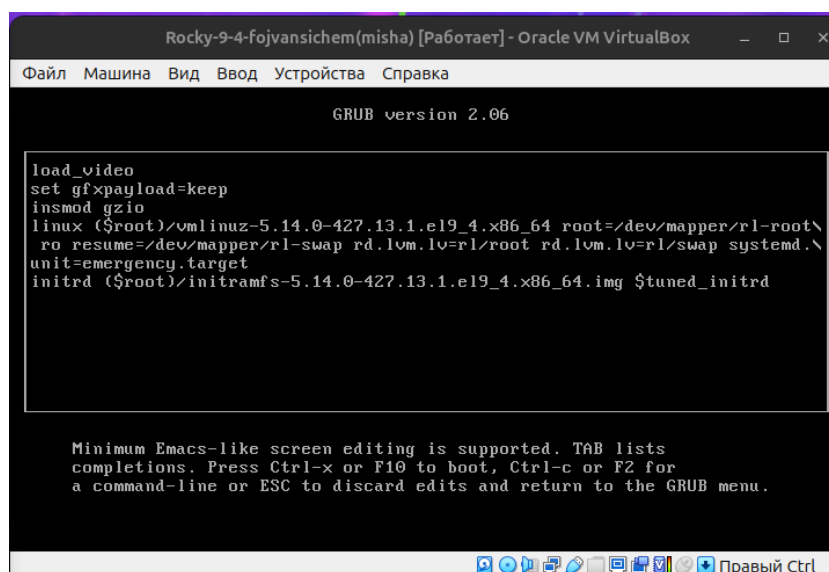 Rocky-9-4-fojvansichem(misha) [Работает] - Oracle VM VirtualBox
Файл Машина Вид Ввод Устройства Справка
GRUB version 2.06
load_video
set gfxpayload=keep
insmod gzio
linux ($root)/vmlinuz-5.14.0-427.13.1.el9_4.x86_64 root=/dev/mapper/rl-root\
ro resume=/dev/mapper/rl-swap rd.lvm.lv=rl/root rd.lvm.lv=rl/swap systemd.\
unit=emergency.target
initrd ($root)/initramfs-5.14.0-427.13.1.el9_4.x86_64.img $tuned_initrd
Minimum Emacs-like screen editing is supported. TAB lists
completions. Press Ctrl-x or F10 to boot, Ctrl-c or F2 for
a command-line or ESC to discard edits and return to the GRUB menu.
Правый Ctrl